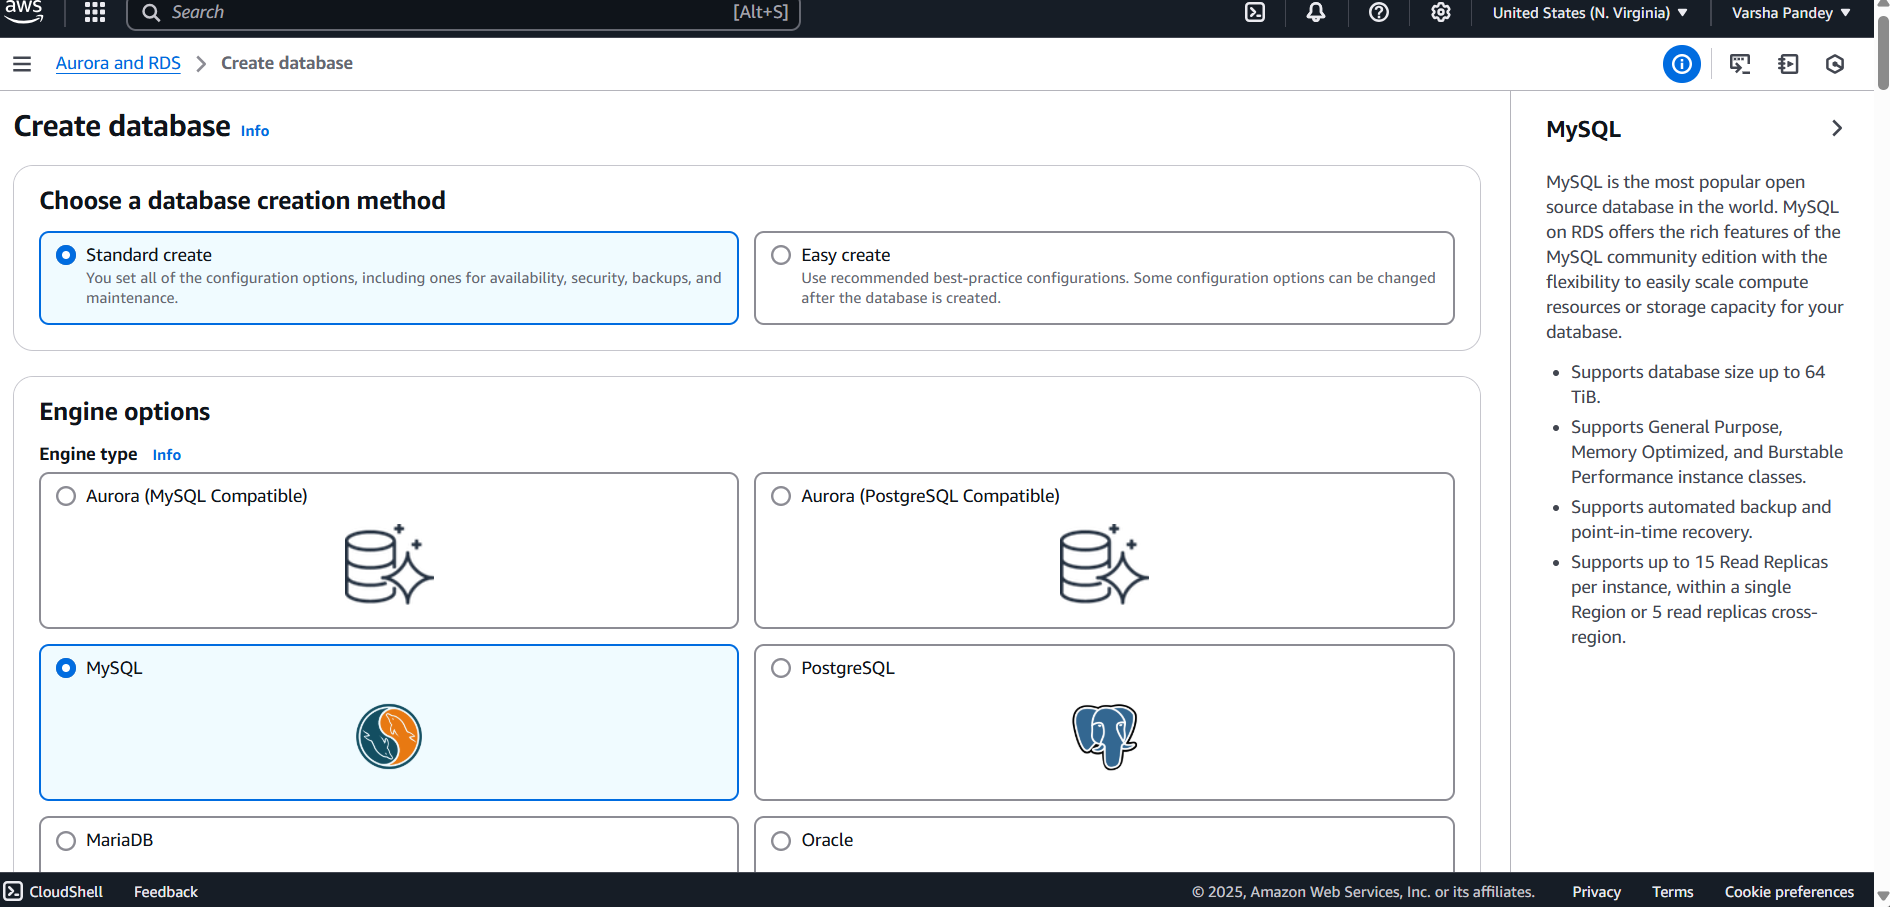 aws
Search
[Alt+S]
United States (N. Virginia)
Varsha Pandey
Aurora and RDS
Create database
Create database
Info
Choose a database creation method
Standard create
You set all of the configuration options, including ones for availability, security, backups, and
maintenance.
Easy create
Use recommended best-practice configurations. Some configuration options can be changed
after the database is created.
Engine options
Engine type
Info
Aurora (MySQL Compatible)
Aurora (PostgreSQL Compatible)
MySQL
PostgreSQL
MariaDB
Oracle
MySQL
MySQL is the most popular open
source database in the world. MySQL
on RDS offers the rich features of the
MySQL community edition with the
flexibility to easily scale compute
resources or storage capacity for your
database.
• Supports database size up to 64
TiB.
• Supports General Purpose,
Memory Optimized, and Burstable
Performance instance classes.
• Supports automated backup and
point-in-time recovery.
• Supports up to 15 Read Replicas
per instance, within a single
Region or 5 read replicas cross-
region.
CloudShell
Feedback
© 2025, Amazon Web Services, Inc. or its affiliates.
Privacy
Terms
Cookie preferences